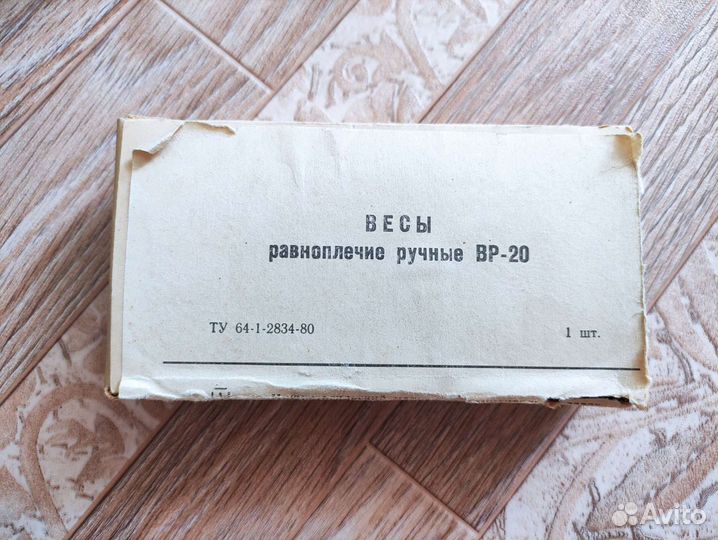 ВЕСЫ
равноплечие ручные ВР-20
ТУ 64-1-2834-80
1 шт.
Avito